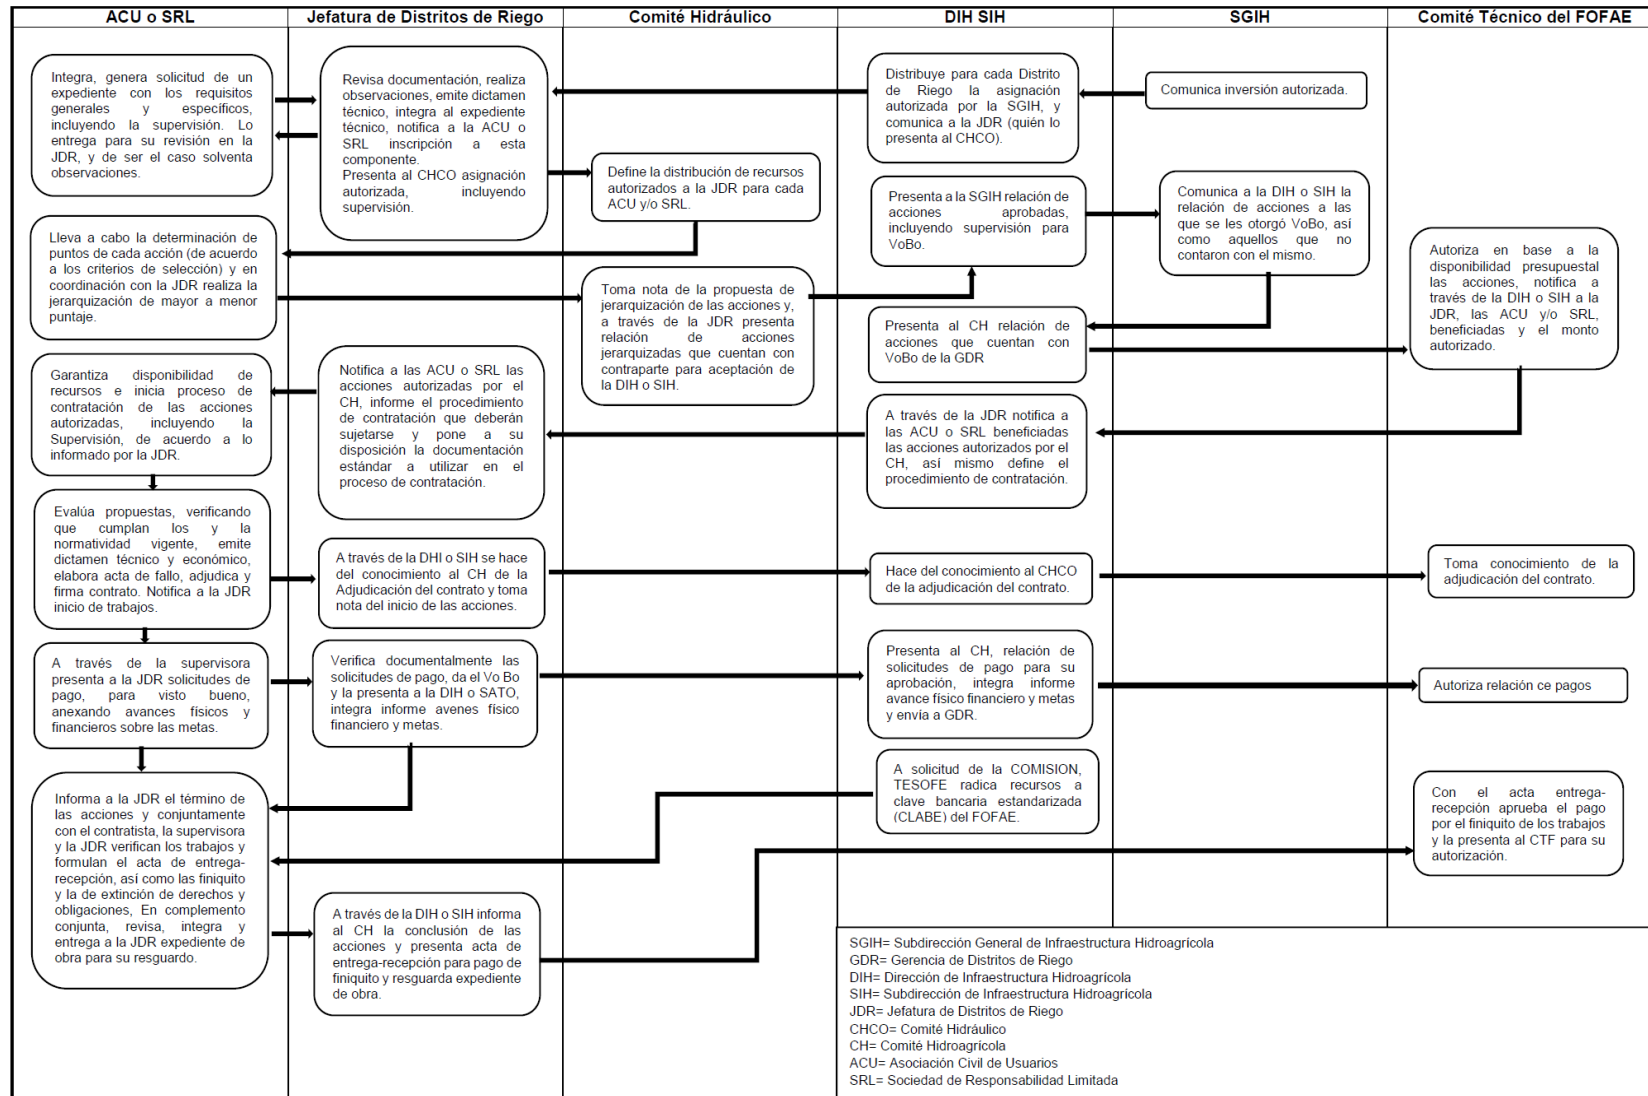 ACU o SRL
Jefatura de Distritos de Riego
Comité Hidráulico
DIH SIH
SGIH
Comité Técnico del FOFAE
Integra, genera solicitud de un
expediente con los requisitos
generales y específicos,
incluyendo la supervisión. Lo
entrega para su revisión en la
JDR, y de ser el caso solventa
observaciones.
Revisa documentación, realiza
observaciones, emite dictamen
técnico, integra al expediente
técnico, notifica a la ACU o
SRL inscripción a esta
componente.
Presenta al CHCO asignación
autorizada, incluyendo
supervisión.
Distribuye para cada Distrito
de Riego la asignación
autorizada por la SGIH, y
comunica a la JDR (quién lo
presenta al CHCO).
Comunica inversión autorizada.
Define la distribución de recursos
autorizados a la JDR para cada
ACU y/o SRL.
Presenta a la SGIH relación de
acciones aprobadas,
incluyendo supervisión para
VoBo.
Comunica a la DIH o SIH la
relación de acciones a las
que se les otorgó VoBo, así
como aquellos que no
contaron con el mismo.
Lleva a cabo la determinación de
puntos de cada acción (de acuerdo
a los criterios de selección) y en
coordinación con la JDR realiza la
jerarquización de mayor a menor
puntaje.
Toma nota de la propuesta de
jerarquización de las acciones y,
a través de la JDR presenta
relación de acciones
jerarquizadas que cuentan con
contraparte para aceptación de
la DIH o SIH.
Presenta al CH relación de
acciones que cuentan con
VoBo de la GDR
Autoriza en base a la
disponibilidad presupuestal
las acciones, notifica a
través de la DIH o SIH a la
JDR, las ACU y/o SRL,
beneficiadas y el monto
autorizado.
Garantiza disponibilidad de
recursos e inicia proceso de
contratación de las acciones
autorizadas, incluyendo la
Supervisión, de acuerdo a lo
informado por la JDR.
Notifica a las ACU o SRL las
acciones autorizadas por el
CH, informe el procedimiento
de contratación que deberán
sujetarse y pone a su
disposición la documentación
estándar a utilizar en el
proceso de contratación.
A través de la JDR notifica a
las ACU o SRL beneficiadas
las acciones autorizados por el
CH, así mismo define el
procedimiento de contratación.
Evalúa propuestas, verificando
que cumplan los y la
normatividad vigente, emite
dictamen técnico y económico,
elabora acta de fallo, adjudica y
firma contrato. Notifica a la JDR
inicio de trabajos.
A través de la DHI o SIH se hace
del conocimiento al CH de la
Adjudicación del contrato y toma
nota del inicio de las acciones.
Hace del conocimiento al CHCO
de la adjudicación del contrato.
Toma conocimiento de la
adjudicación del contrato.
A través de la supervisora
presenta a la JDR solicitudes de
pago, para visto bueno,
anexando avances físicos y
financieros sobre las metas.
Verifica documentalmente las
solicitudes de pago, da el Vo Bo
y la presenta a la DIH o SATO,
integra informe avenes físico
financiero y metas.
Presenta al CH, relación de
solicitudes de pago para su
aprobación, integra informe
avance físico financiero y metas
y envía a GDR.
Autoriza relación ce pagos
A solicitud de la COMISION,
TESOFE radica recursos a
clave bancaria estandarizada
(CLABE) del FOFAE.
Informa a la JDR el término de
las acciones y conjuntamente
con el contratista, la supervisora
y la JDR verifican los trabajos y
formulan el acta de entrega-
recepción, así como las finiquito
y la de extinción de derechos y
obligaciones, En complemento
conjunta, revisa, integra y
entrega a la JDR expediente de
obra para su resguardo.
Con el acta entrega-
recepción aprueba el pago
por el finiquito de los trabajos
y la presenta al CTF para su
autorización.
A través de la DIH o SIH informa
al CH la conclusión de las
acciones y presenta acta de
entrega-recepción para pago de
finiquito y resguarda expediente
de obra.
SGIH= Subdirección General de Infraestructura Hidroagrícola
GDR= Gerencia de Distritos de Riego
DIH= Dirección de Infraestructura Hidroagrícola
SIH= Subdirección de Infraestructura Hidroagrícola
JDR= Jefatura de Distritos de Riego
CHCO= Comité Hidráulico
CH= Comité Hidroagrícola
ACU= Asociación Civil de Usuarios
SRL= Sociedad de Responsabilidad Limitada